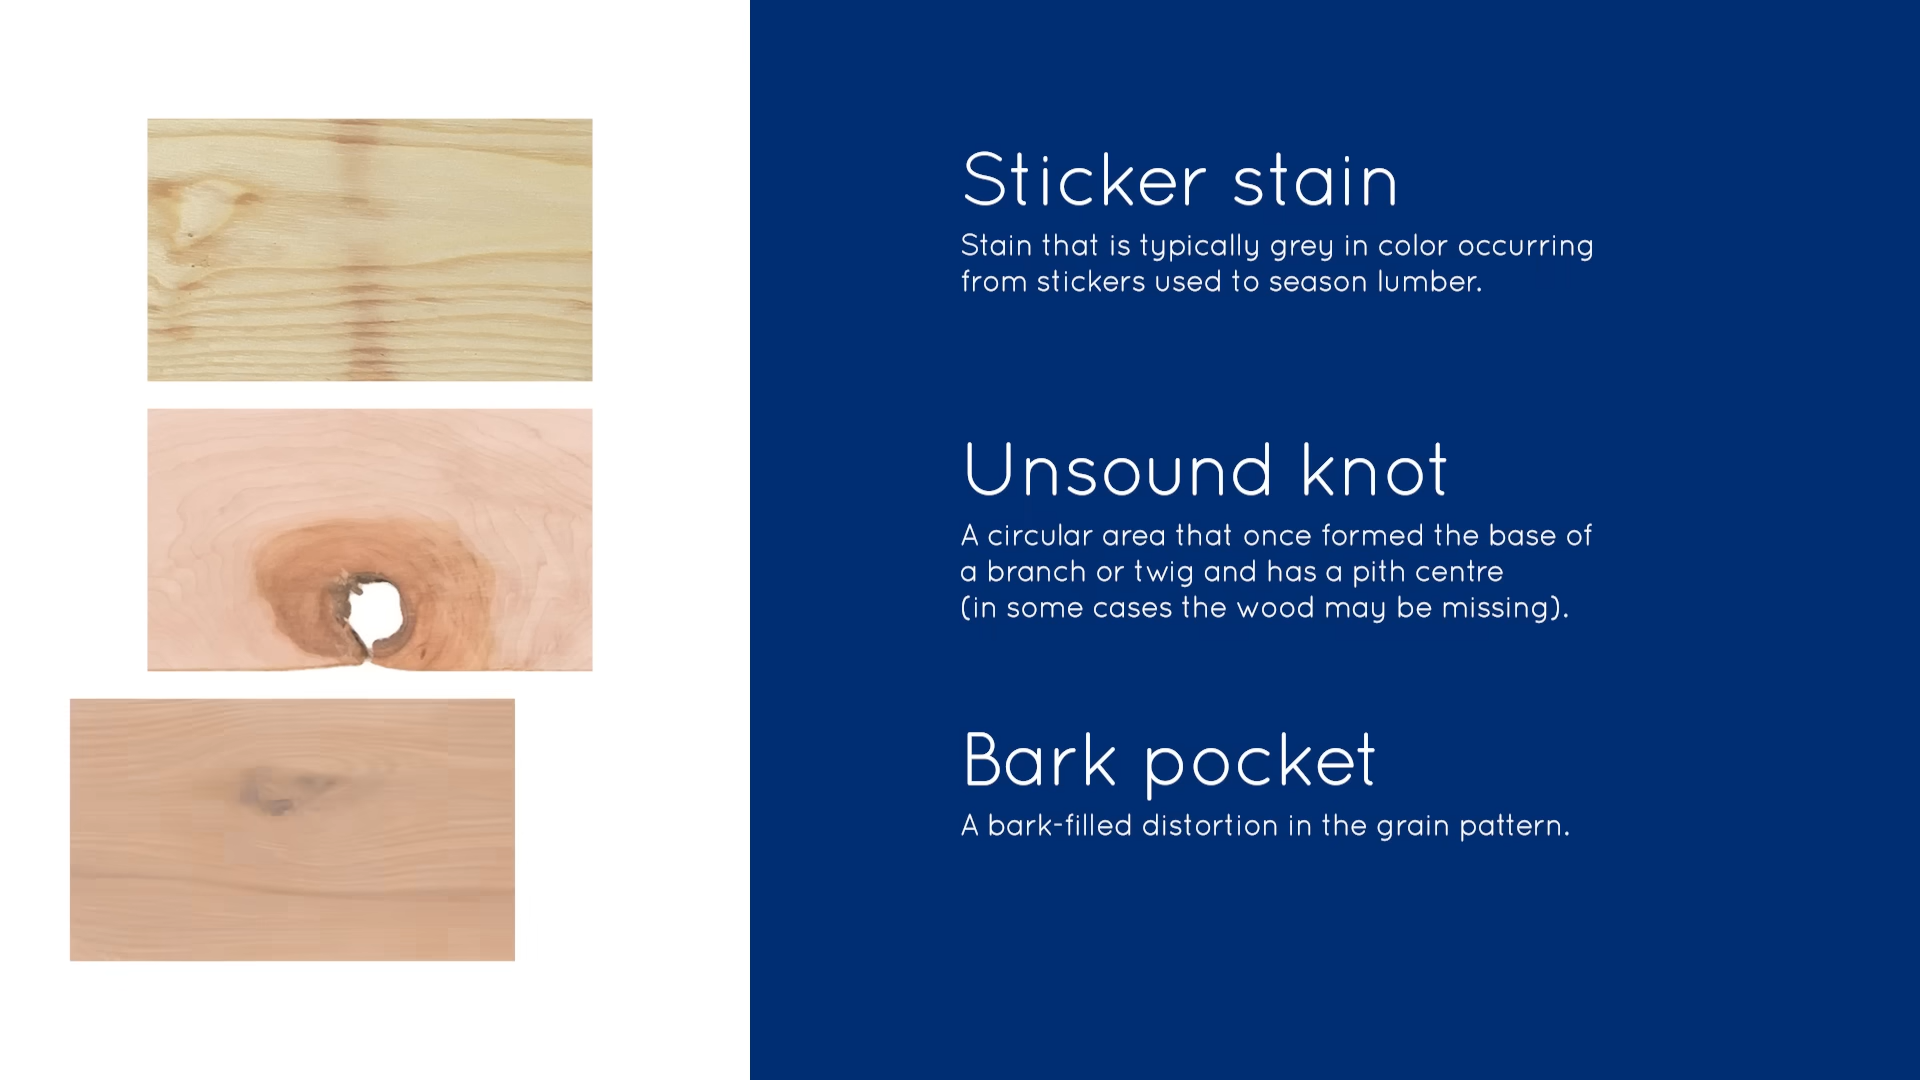 Sticker stain
Stain that is typically grey in color occurring
from stickers used to season lumber.
Unsound knot
A circular area that once formed the base of
a branch or twig and has a pith centre
(in some cases the wood may be missing).
Bark pocket
A bark-filled distortion in the grain pattern.